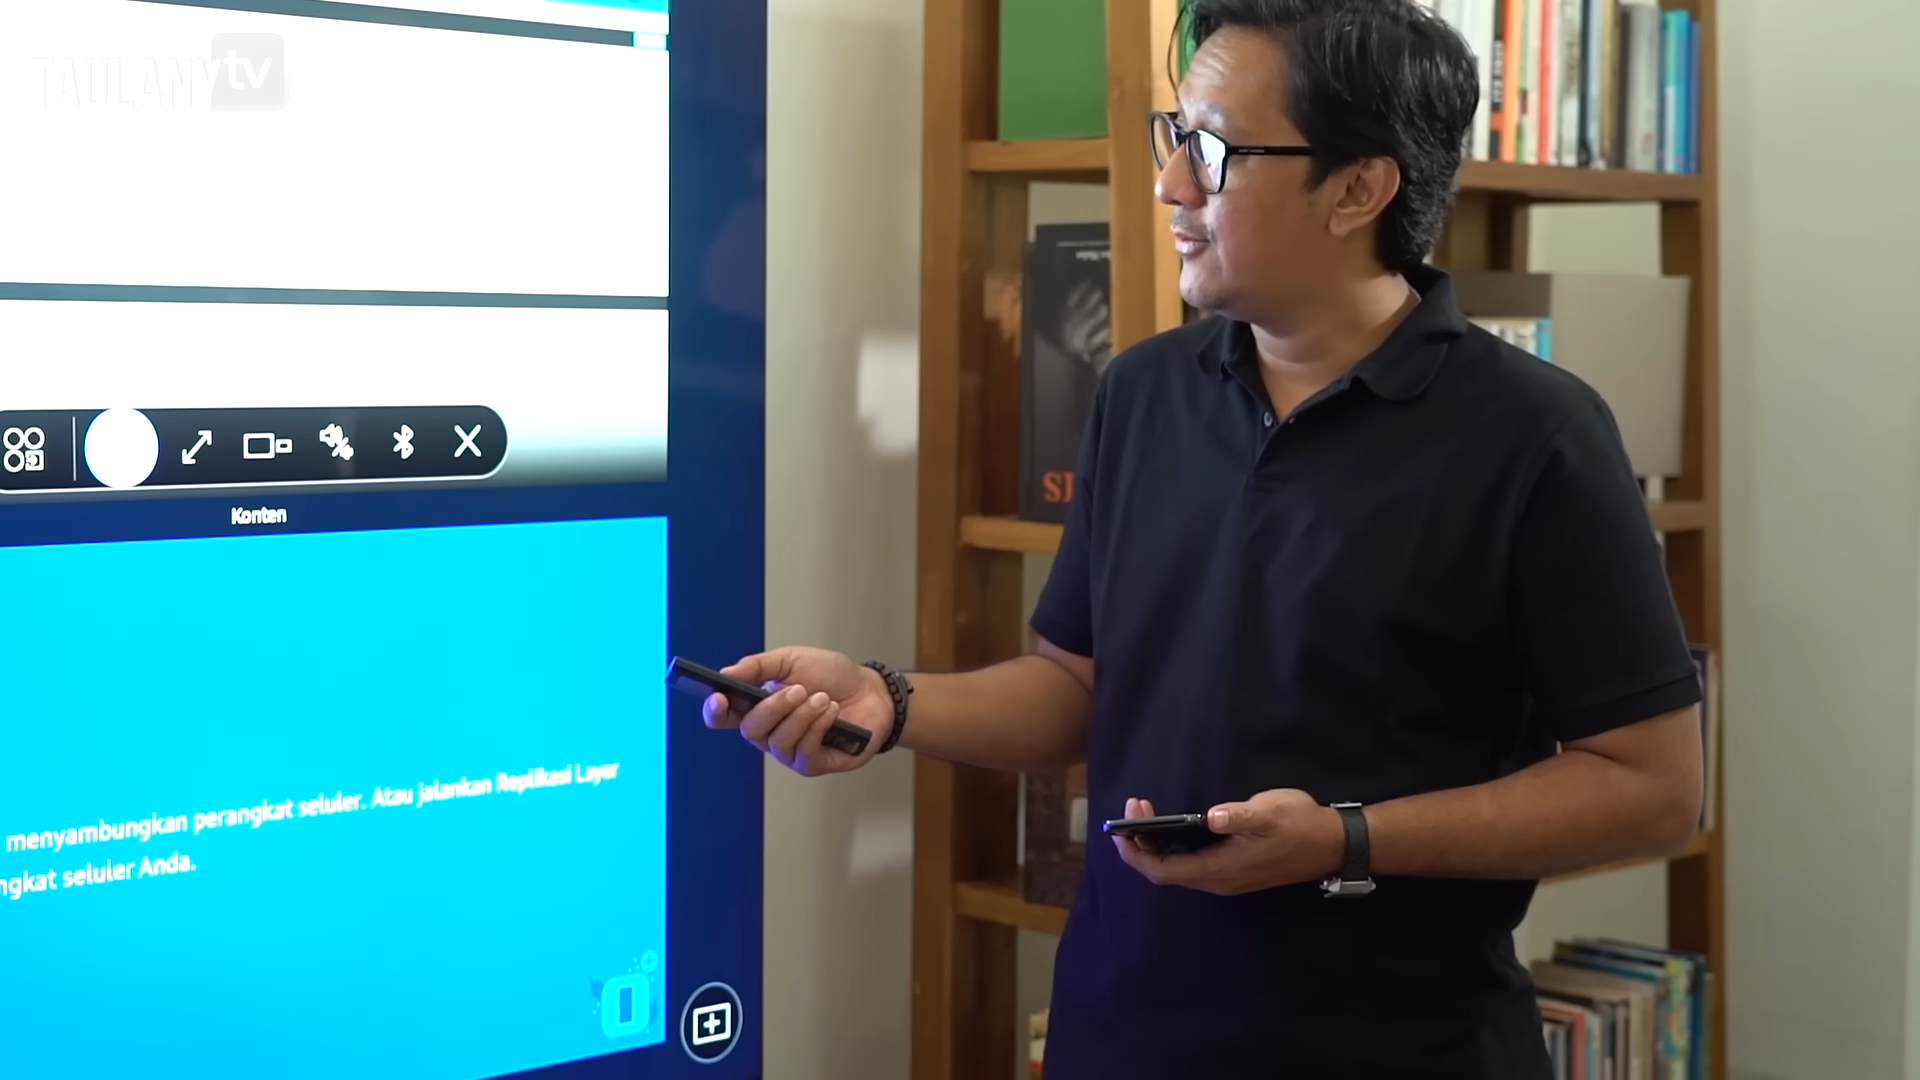 TAULANY tv
Konten
menyambungkan perangkat seluler. Atau jalankan Replikasi Layar
ngkat seluler Anda.